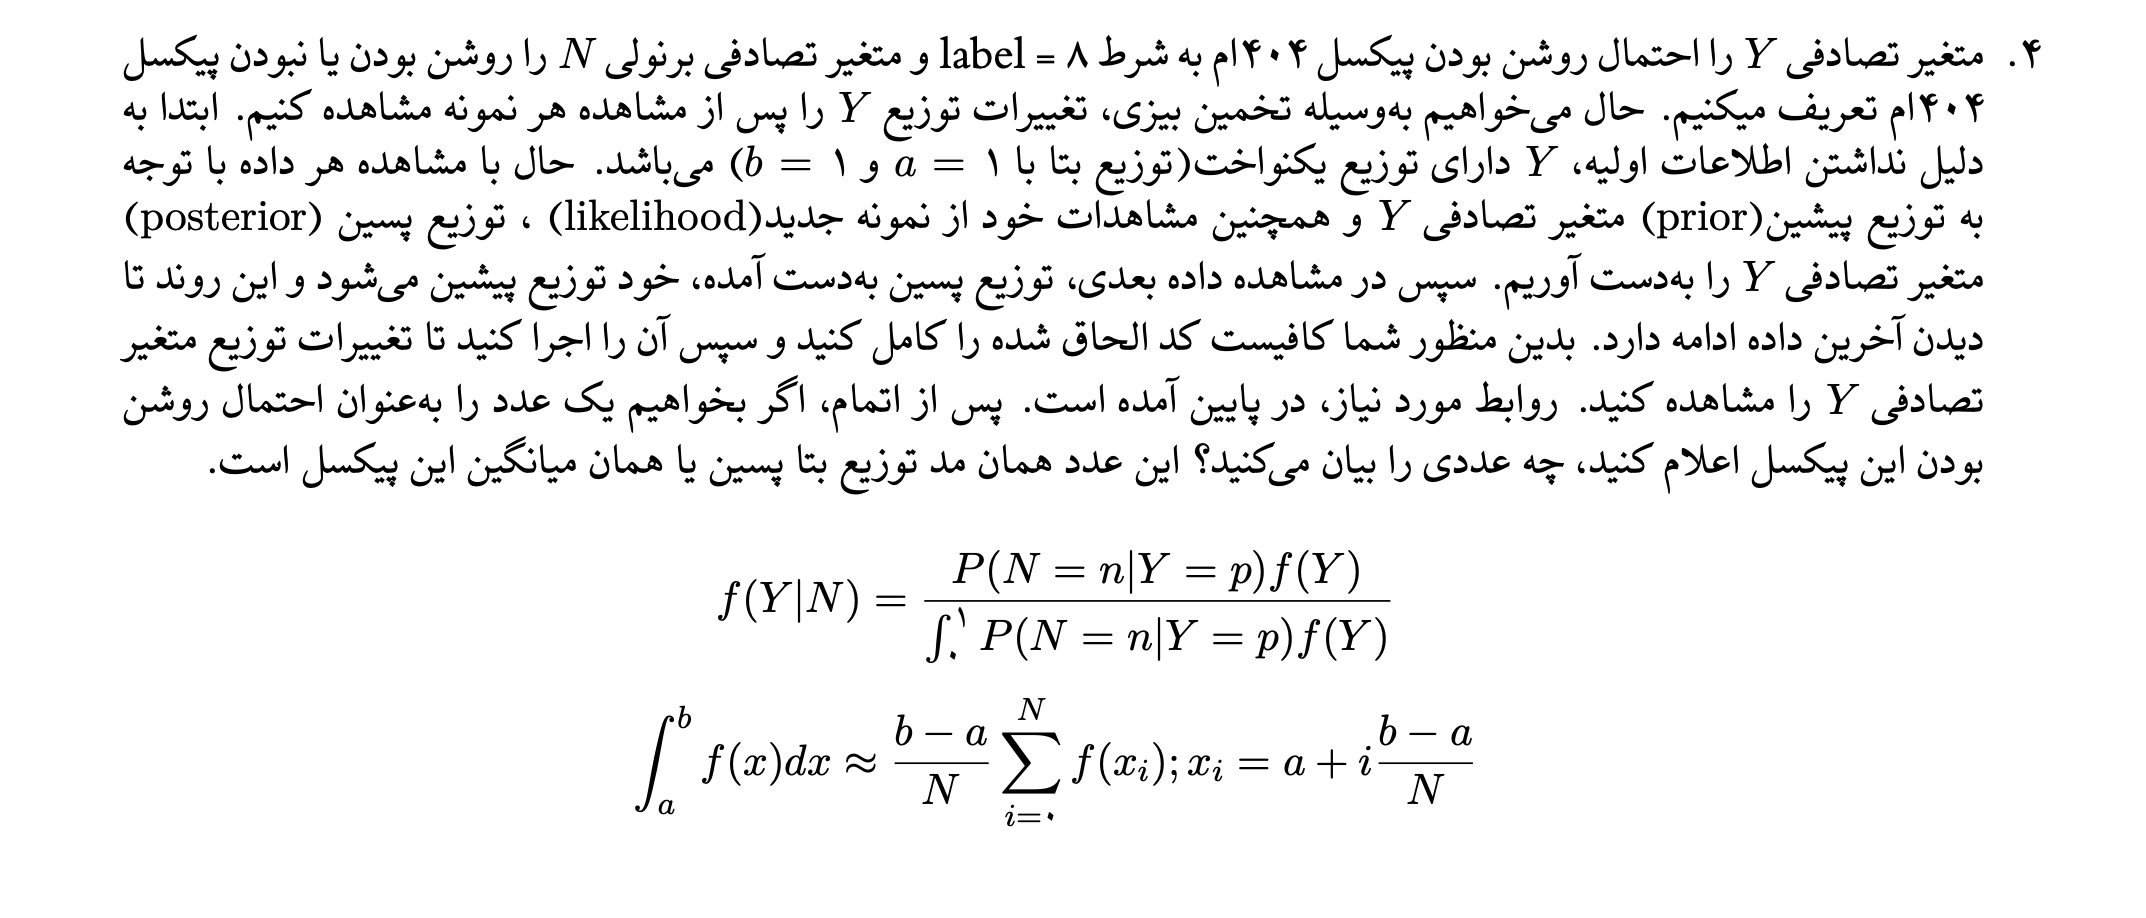 ۴. متغیر تصادفی Y را احتمال روشن بودن پیکسل ۴۰۴ام به شرط label = ۸ و متغیر تصادفی برنولی N را روشن بودن یا نبودن پیکسل
۴۰۴ام تعریف میکنیم. حال می‌خواهیم به‌وسیله تخمین بیزی، تغییرات توزیع Y را پس از مشاهده هر نمونه مشاهده کنیم. ابتدا به
دلیل نداشتن اطلاعات اولیه، Y دارای توزیع یکنواخت(توزیع بتا با a = ۱ و b = ۱) می‌باشد. حال با مشاهده هر داده با توجه
به توزیع پیشین(prior) متغیر تصادفی Y و همچنین مشاهدات خود از نمونه جدید(likelihood) ، توزیع پسین (posterior)
متغیر تصادفی Y را به‌دست آوریم. سپس در مشاهده داده بعدی، توزیع پسین به‌دست آمده، خود توزیع پیشین می‌شود و این روند تا
دیدن آخرین داده ادامه دارد. بدین منظور شما کافیست کد الحاق شده را کامل کنید و سپس آن را اجرا کنید تا تغییرات توزیع متغیر
تصادفی Y را مشاهده کنید. روابط مورد نیاز، در پایین آمده است. پس از اتمام، اگر بخواهیم یک عدد را به‌عنوان احتمال روشن
بودن این پیکسل اعلام کنید، چه عددی را بیان می‌کنید؟ این عدد همان مد توزیع بتا پسین یا همان میانگین این پیکسل است.
f(Y|N) = \frac{P(N = n|Y = p)f(Y)}{\int_{۰}^{۱} P(N = n|Y = p)f(Y)}
\int_{a}^{b} f(x)dx ≈ \frac{b − a}{N} \sum_{i=۰}^{N} f(x_i); x_i = a + i\frac{b − a}{N}